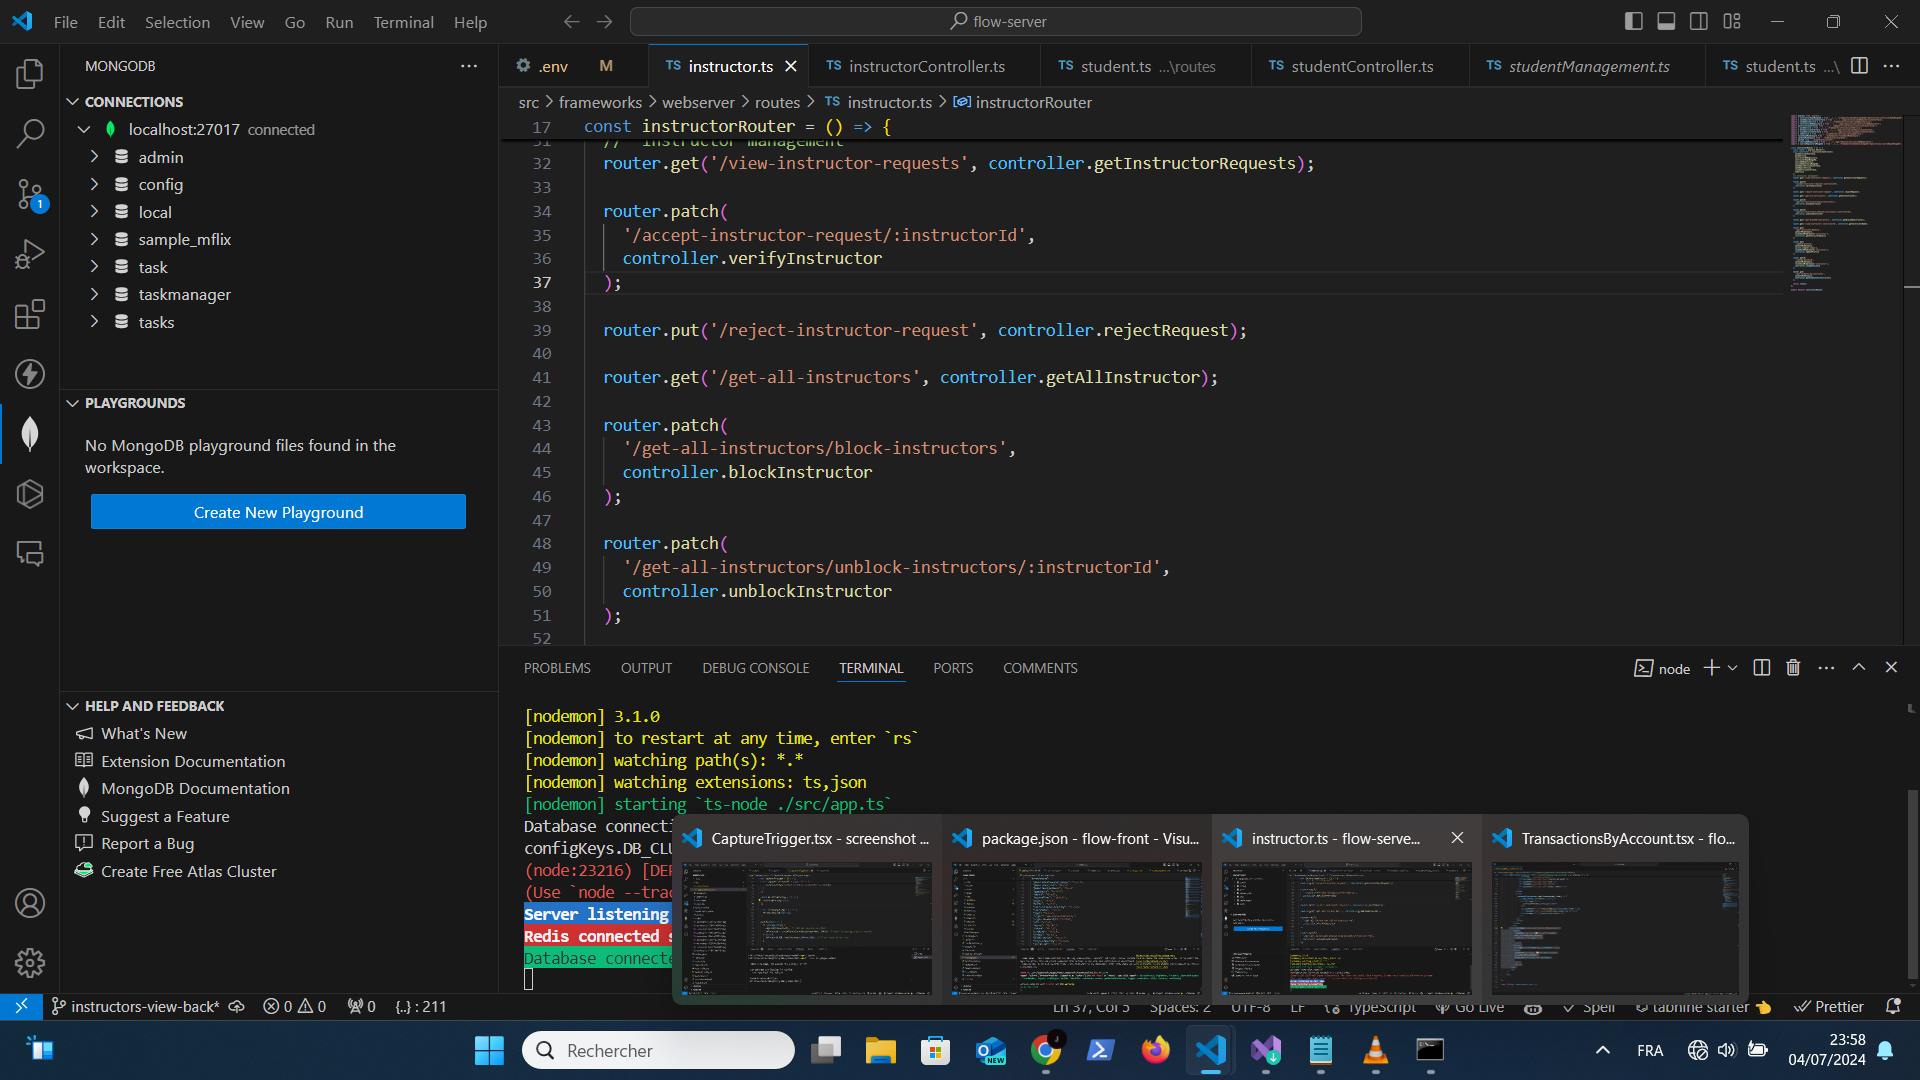 File Edit Selection View Go Run Terminal Help
flow-server
MONGODB
CONNECTIONS
localhost:27017 connected
admin
config
local
sample_mflix
task
taskmanager
tasks
PLAYGROUNDS
No MongoDB playground files found in the
workspace.
Create New Playground
HELP AND FEEDBACK
What's New
Extension Documentation
MongoDB Documentation
Suggest a Feature
Report a Bug
Create Free Atlas Cluster
1
.env M
TS instructor.ts
TS instructorController.ts
TS student.ts ...\routes
TS studentController.ts
TS studentManagement.ts
TS student.ts ...\
src > frameworks > webserver > routes > TS instructor.ts > instructorRouter
17 const instructorRouter = () => {
31 // instructor management
32 router.get('/view-instructor-requests', controller.getInstructorRequests);
33
34 router.patch(
35 '/accept-instructor-request/:instructorId',
36 controller.verifyInstructor
37 );
38
39 router.put('/reject-instructor-request', controller.rejectRequest);
40
41 router.get('/get-all-instructors', controller.getAllInstructor);
42
43 router.patch(
44 '/get-all-instructors/block-instructors',
45 controller.blockInstructor
46 );
47
48 router.patch(
49 '/get-all-instructors/unblock-instructors/:instructorId',
50 controller.unblockInstructor
51 );
52
PROBLEMS OUTPUT DEBUG CONSOLE TERMINAL PORTS COMMENTS
node
[nodemon] 3.1.0
[nodemon] to restart at any time, enter `rs`
[nodemon] watching path(s): *.*
[nodemon] watching extensions: ts,json
[nodemon] starting `ts-node ./src/app.ts`
Database connecti
configKeys.DB_CLU
(node:23216) [DEP
(Use `node --trac
Server listening
Redis connected s
Database connecte
CaptureTrigger.tsx - screenshot ...
package.json - flow-front - Visu...
instructor.ts - flow-serve...
TransactionsByAccount.tsx - flo...
instructors-view-back* 0 0 0 {..} : 211
Ln 37, Col 5 Spaces: 2 UTF-8 LF TypeScript Go Live Spell tabnine starter Prettier
Rechercher
NEW
J
FRA
23:58
04/07/2024